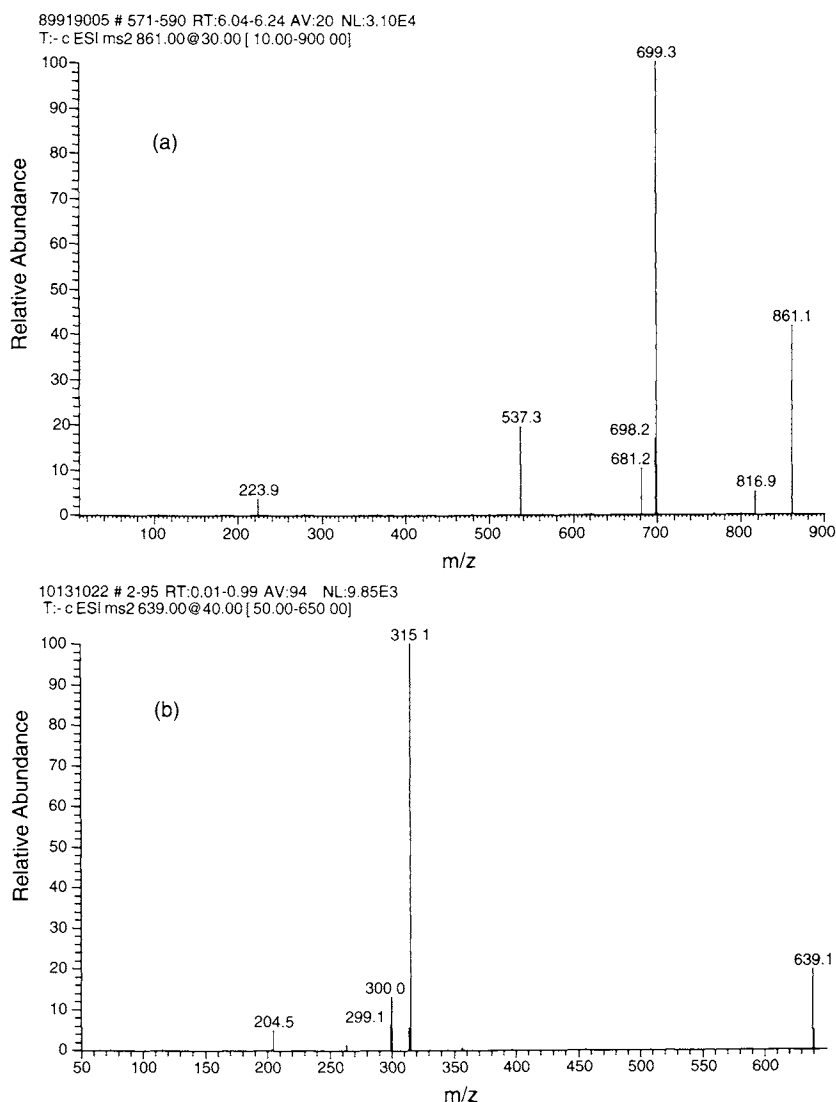 89919005 # 571-590 RT:6.04-6.24 AV:20 NL:3.10E4
T:- c ESI ms2 861.00@30.00 [ 10.00-900 00]
699.3
100
90
(a)
80
70
60
Relative Abundance
50
861.1
40
30
537.3
20
698.2
681.2
10
816.9
223.9
0
100 200 300 400 500 600 700 800 900
m/z
10131022 # 2-95 RT:0.01-0.99 AV:94 NL:9.85E3
T:- c ESI ms2 639.00@40.00 [ 50.00-650 00]
315 1
100
90
(b)
80
70
60
Relative Abundance
50
40
30
639.1
20
300 0
10
299.1
204.5
0
50 100 150 200 250 300 350 400 450 500 550 600
m/z